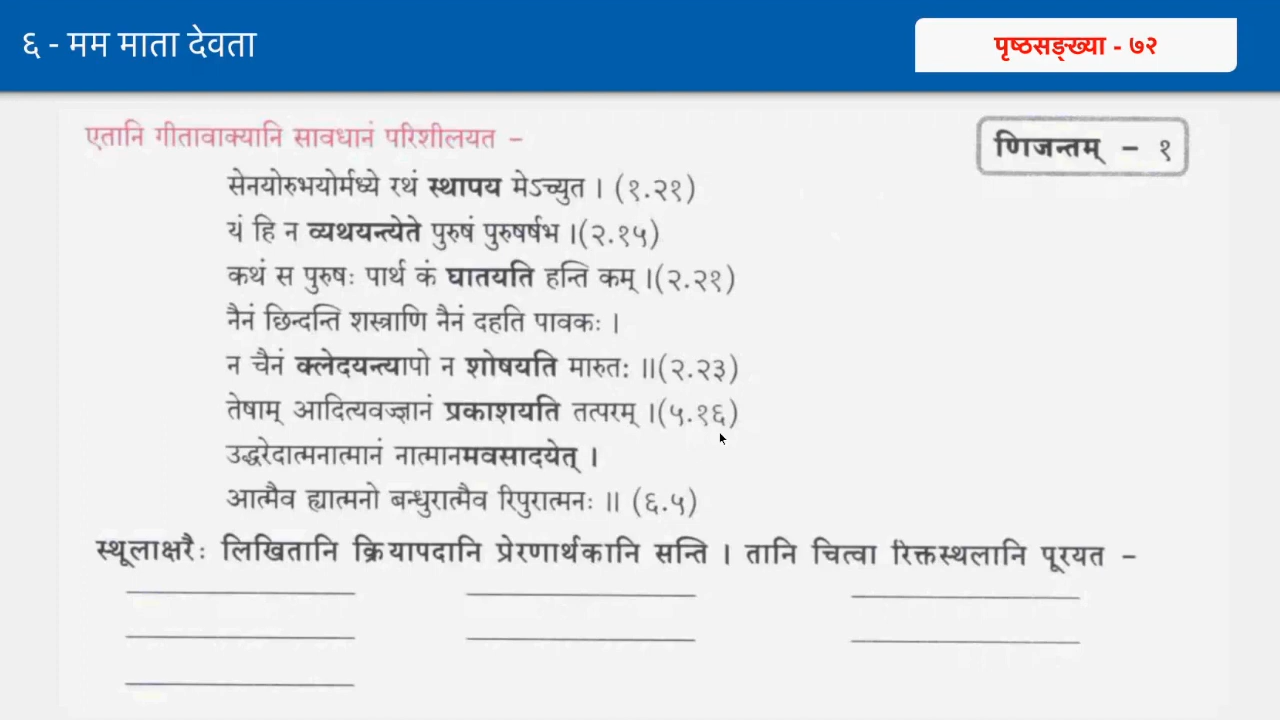 ६ - मम माता देवता
पृष्ठसङ्ख्या - ७२
एतानि गीतावाक्यानि सावधानं परिशीलयत –
णिजन्तम् – १
सेनयोरुभयोर्मध्ये रथं स्थापय मेऽच्युत । (१.२१)
यं हि न व्यथयन्त्येते पुरुषं पुरुषर्षभ ।(२.१५)
कथं स पुरुषः पार्थ कं घातयति हन्ति कम् ।(२.२१)
नैनं छिन्दन्ति शस्त्राणि नैनं दहति पावकः ।
न चैनं क्लेदयन्त्यापो न शोषयति मारुतः ॥(२.२३)
तेषाम् आदित्यवज्ज्ञानं प्रकाशयति तत्परम् ।(५.१६)
उद्धरेदात्मनात्मानं नात्मानमवसादयेत् ।
आत्मैव ह्यात्मनो बन्धुरात्मैव रिपुरात्मनः ॥ (६.५)
स्थूलाक्षरैः लिखितानि क्रियापदानि प्रेरणार्थकानि सन्ति । तानि चित्वा रिक्तस्थलानि पूरयत –